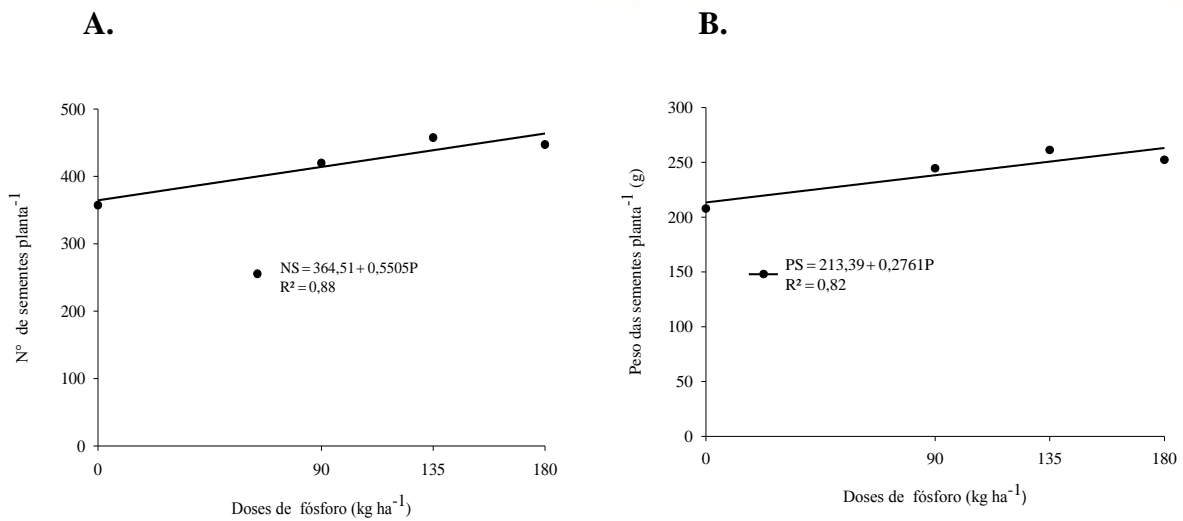 A.
500
400
300
200
100
0
N° de sementes planta-1
NS = 364,51 + 0,5505P
R² = 0,88
0 90 135 180
Doses de fósforo (kg ha-1)
B.
300
250
200
150
100
50
0
Peso das sementes planta-1 (g)
PS = 213,39 + 0,2761P
R² = 0,82
0 90 135 180
Doses de fósforo (kg ha-1)